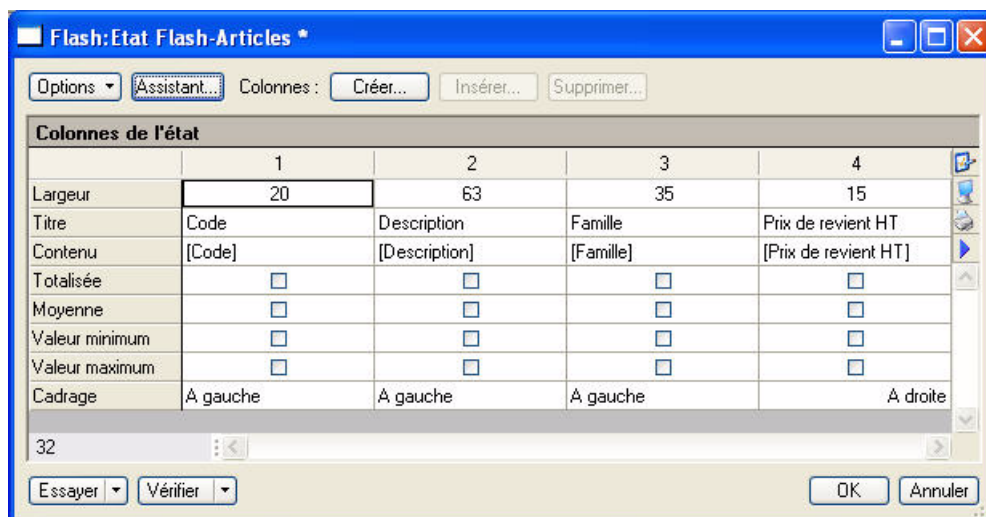 Flash:Etat Flash-Articles *
Options Assistant... Colonnes : Créer... Insérer... Supprimer...
Colonnes de l'état
1 2 3 4
Largeur 20 63 35 15
Titre Code Description Famille Prix de revient HT
Contenu [Code] [Description] [Famille] [Prix de revient HT]
Totalisée
Moyenne
Valeur minimum
Valeur maximum
Cadrage A gauche A gauche A gauche A droite
32
Essayer Vérifier OK Annuler